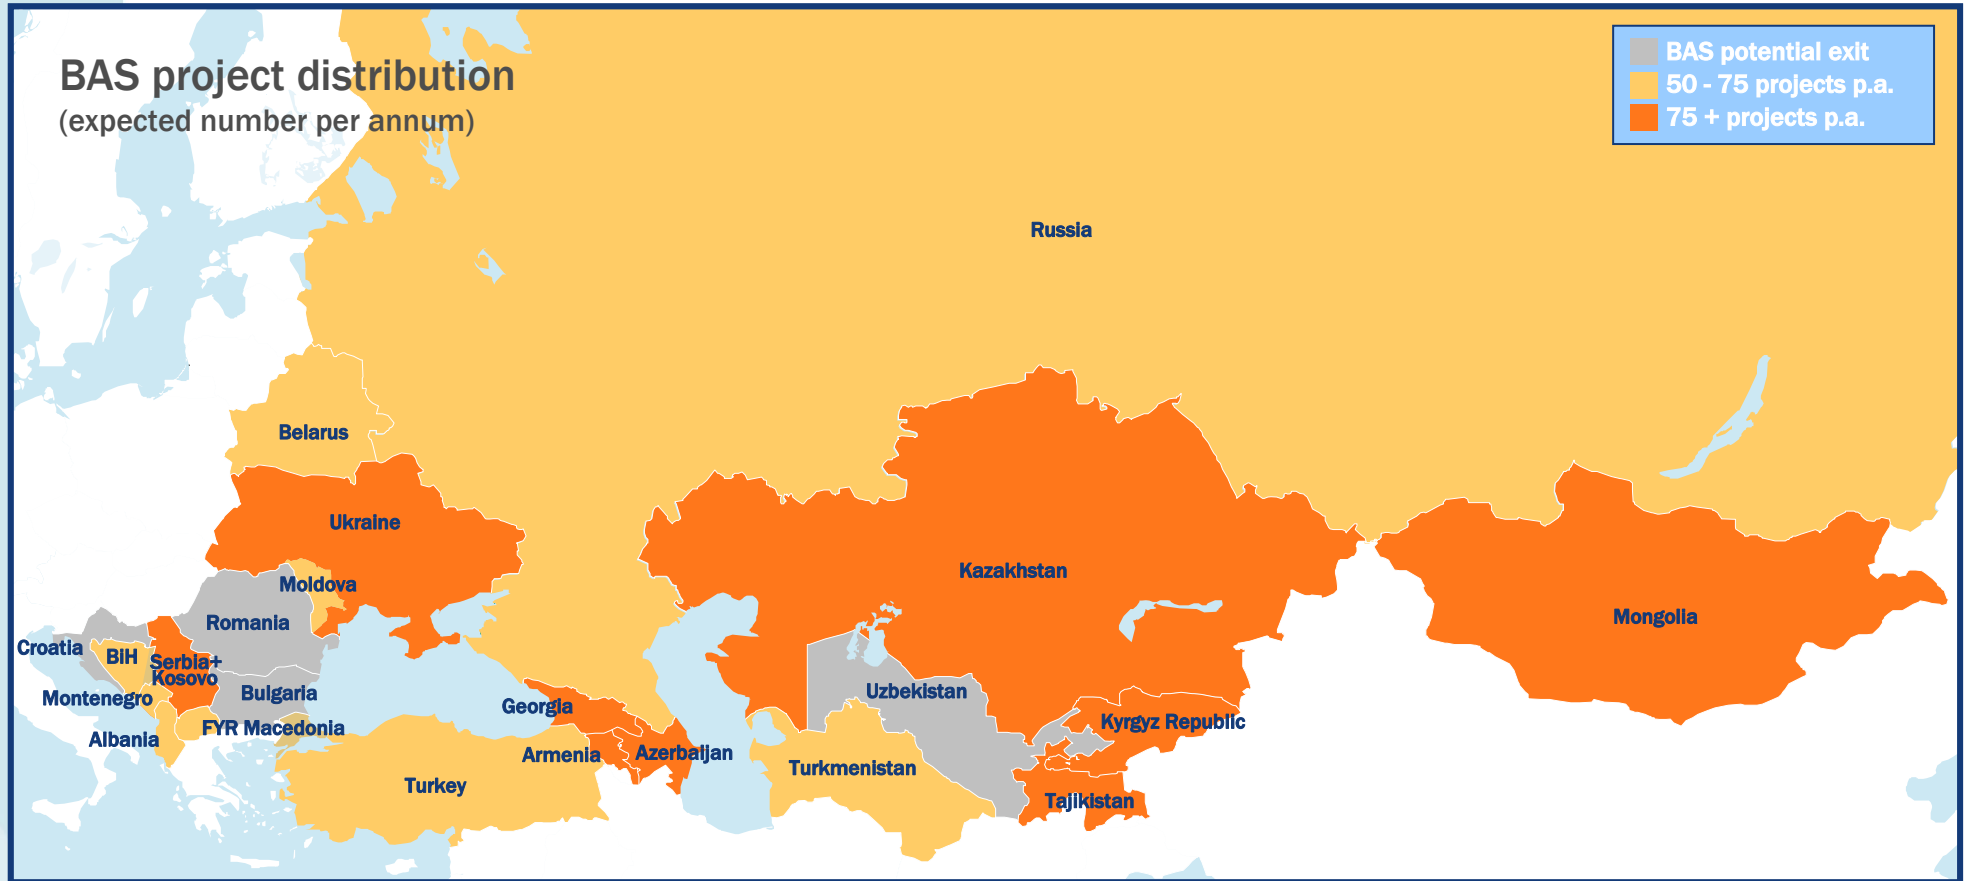 BAS project distribution
(expected number per annum)
BAS potential exit
50 - 75 projects p.a.
75 + projects p.a.
Russia
Belarus
Ukraine
Kazakhstan
Moldova
Mongolia
Romania
Croatia
BiH
Serbia+
Kosovo
Bulgaria
Uzbekistan
Montenegro
Georgia
Kyrgyz Republic
FYR Macedonia
Albania
Armenia
Azerbaijan
Turkmenistan
Turkey
Tajikistan